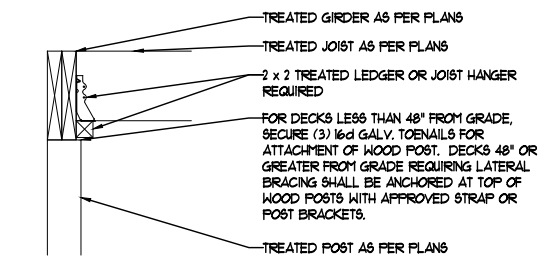 TREATED GIRDER AS PER PLANS
TREATED JOIST AS PER PLANS
2 x 2 TREATED LEDGER OR JOIST HANGER
REQUIRED
FOR DECKS LESS THAN 48" FROM GRADE,
SECURE (3) 16d GALV. TOENAILS FOR
ATTACHMENT OF WOOD POST. DECKS 48" OR
GREATER FROM GRADE REQUIRING LATERAL
BRACING SHALL BE ANCHORED AT TOP OF
WOOD POSTS WITH APPROVED STRAP OR
POST BRACKETS.
TREATED POST AS PER PLANS